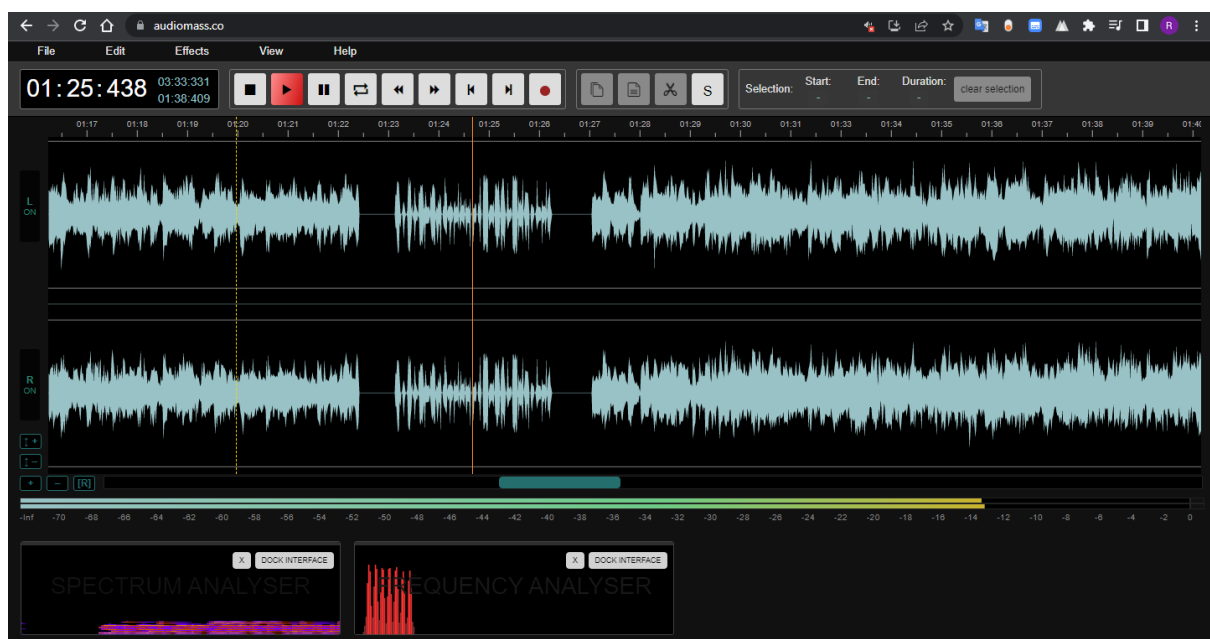 audiomass.co
R
File Edit Effects View Help
01:25:438 03:33:331
01:38:409
S
Selection: Start: End: Duration: clear selection
- - -
01:17 01:18 01:19 01:20 01:21 01:22 01:23 01:24 01:25 01:26 01:27 01:28 01:29 01:30 01:31 01:33 01:34 01:35 01:36 01:37 01:38 01:39 01:40
L
ON
R
ON
+ - [R]
-Inf -70 -68 -66 -64 -62 -60 -58 -56 -54 -52 -50 -48 -46 -44 -42 -40 -38 -36 -34 -32 -30 -28 -26 -24 -22 -20 -18 -16 -14 -12 -10 -8 -6 -4 -2 0
X DOCK INTERFACE X DOCK INTERFACE
SPECTRUM ANALYSER FREQUENCY ANALYSER